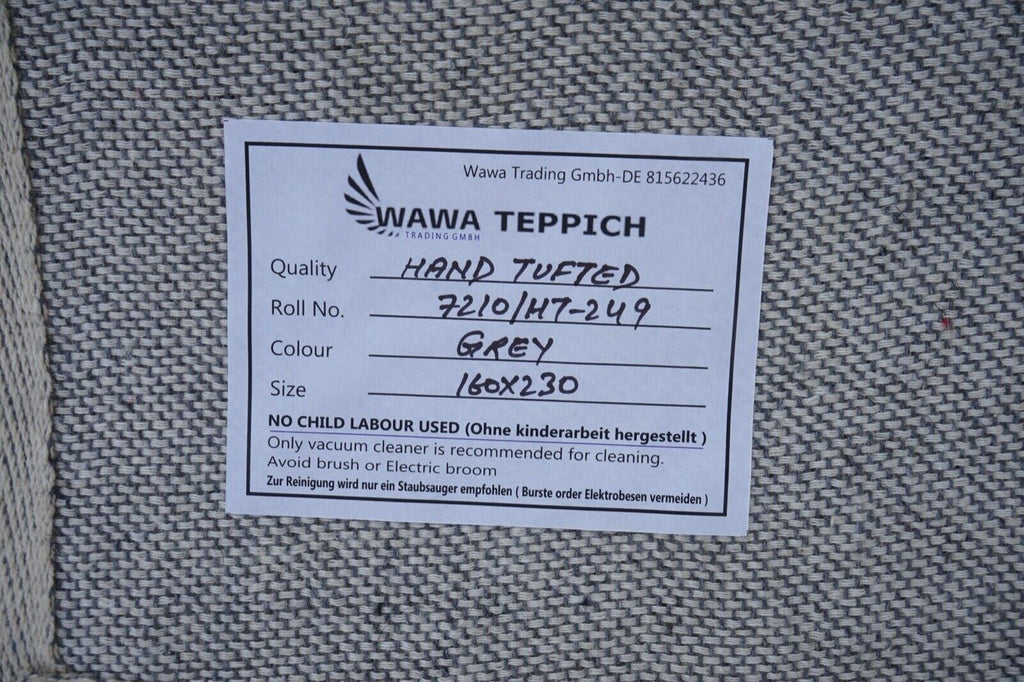 Wawa Trading Gmbh-DE 815622436
WAWA TEPPICH
TRADING GMBH
Quality HAND TUFTED
Roll No. 7210/HT-249
Colour GREY
Size 160X230
NO CHILD LABOUR USED (Ohne kinderarbeit hergestellt )
Only vacuum cleaner is recommended for cleaning.
Avoid brush or Electric broom
Zur Reinigung wird nur ein Staubsauger empfohlen ( Burste order Elektrobesen vermeiden )